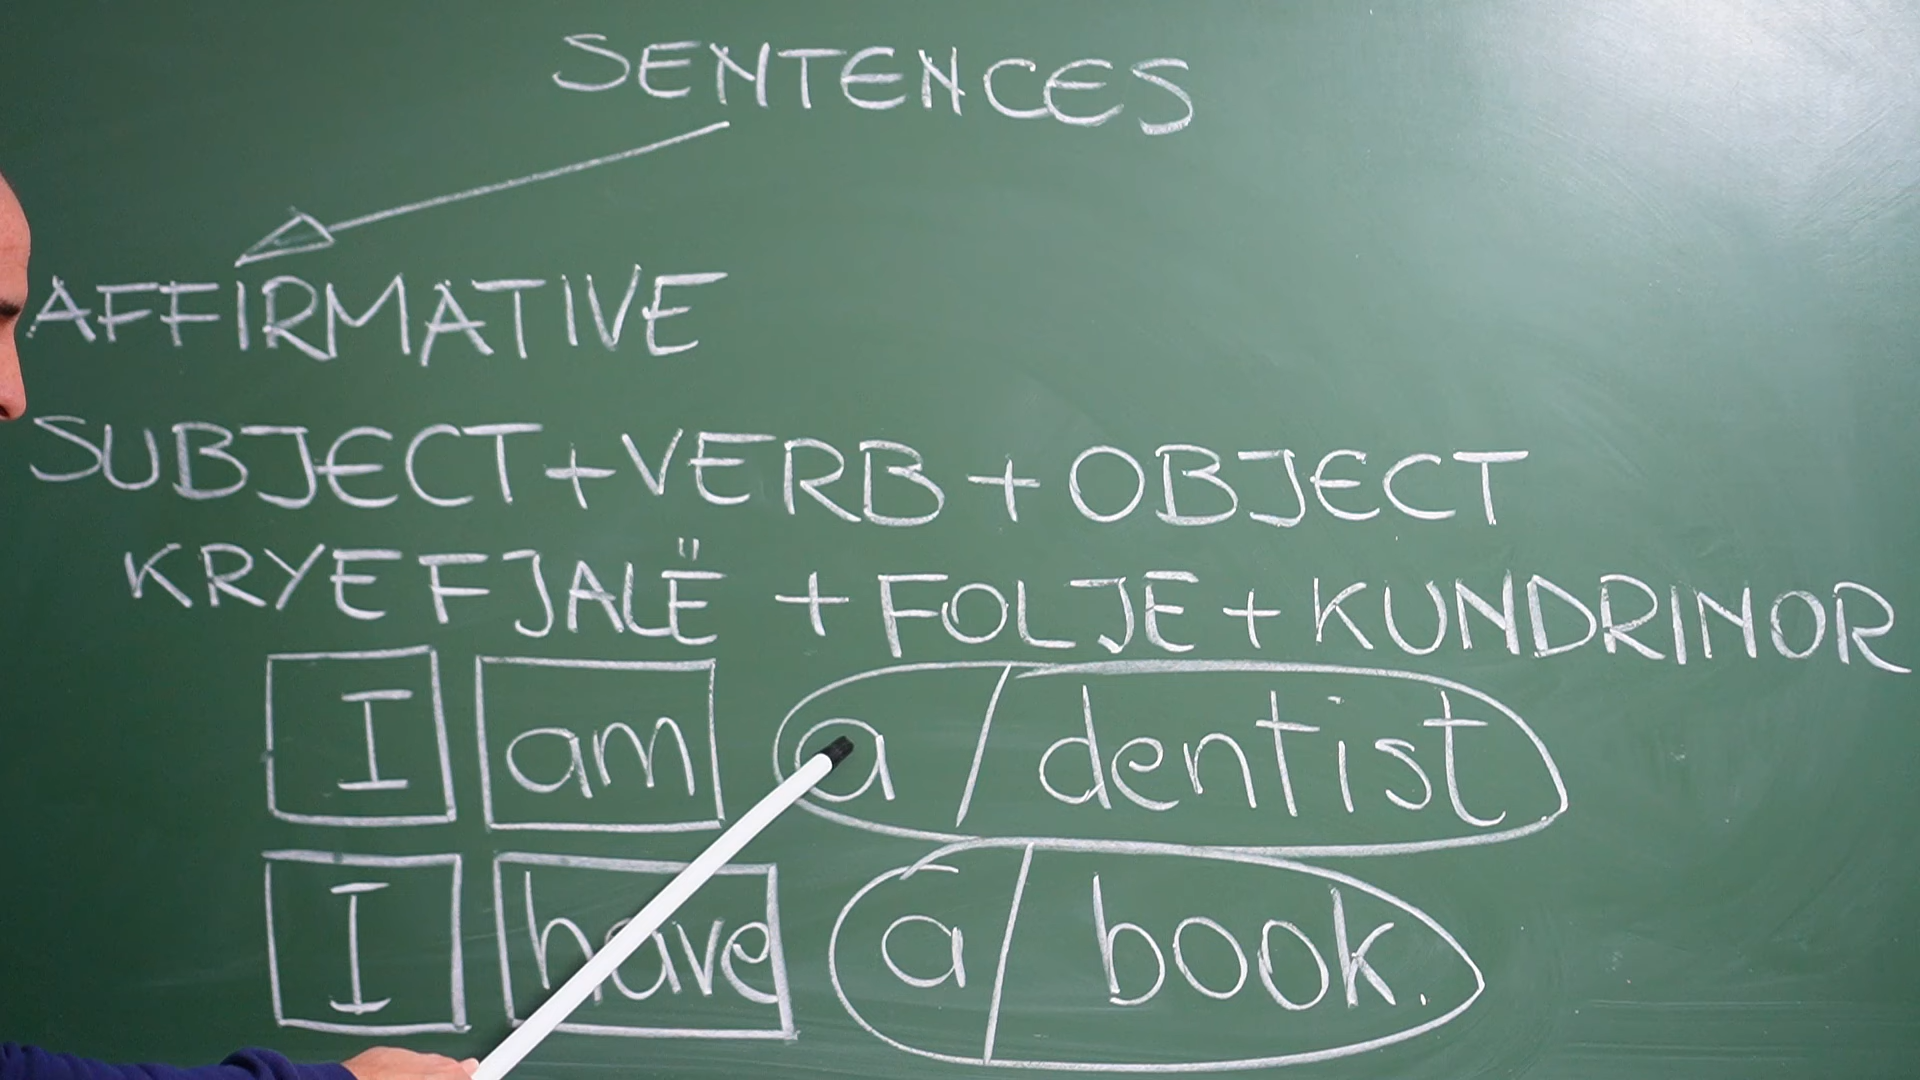 SENTENCES
AFFIRMATIVE
SUBJECT + VERB + OBJECT
KRYEFJALË + FOLJE + KUNDRINOR
I am a / dentist
I have a / book.